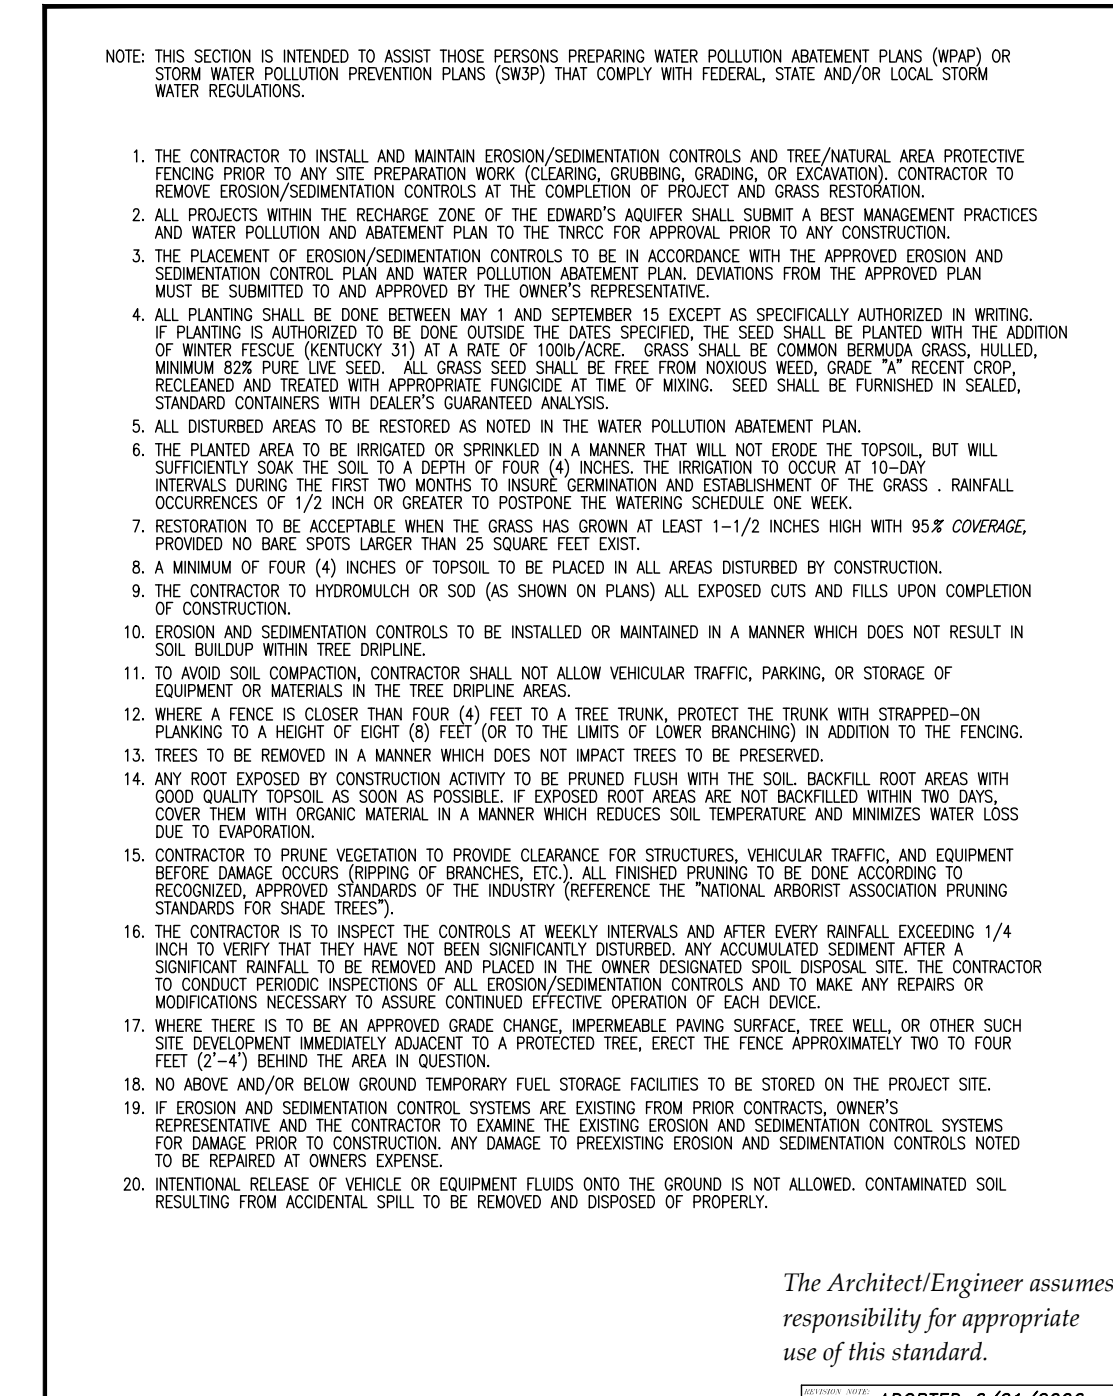 NOTE: THIS SECTION IS INTENDED TO ASSIST THOSE PERSONS PREPARING WATER POLLUTION ABATEMENT PLANS (WPAP) OR
STORM WATER POLLUTION PREVENTION PLANS (SW3P) THAT COMPLY WITH FEDERAL, STATE AND/OR LOCAL STORM
WATER REGULATIONS.
1. THE CONTRACTOR TO INSTALL AND MAINTAIN EROSION/SEDIMENTATION CONTROLS AND TREE/NATURAL AREA PROTECTIVE
FENCING PRIOR TO ANY SITE PREPARATION WORK (CLEARING, GRUBBING, GRADING, OR EXCAVATION). CONTRACTOR TO
REMOVE EROSION/SEDIMENTATION CONTROLS AT THE COMPLETION OF PROJECT AND GRASS RESTORATION.
2. ALL PROJECTS WITHIN THE RECHARGE ZONE OF THE EDWARD'S AQUIFER SHALL SUBMIT A BEST MANAGEMENT PRACTICES
AND WATER POLLUTION AND ABATEMENT PLAN TO THE TNRCC FOR APPROVAL PRIOR TO ANY CONSTRUCTION.
3. THE PLACEMENT OF EROSION/SEDIMENTATION CONTROLS TO BE IN ACCORDANCE WITH THE APPROVED EROSION AND
SEDIMENTATION CONTROL PLAN AND WATER POLLUTION ABATEMENT PLAN. DEVIATIONS FROM THE APPROVED PLAN
MUST BE SUBMITTED TO AND APPROVED BY THE OWNER'S REPRESENTATIVE.
4. ALL PLANTING SHALL BE DONE BETWEEN MAY 1 AND SEPTEMBER 15 EXCEPT AS SPECIFICALLY AUTHORIZED IN WRITING.
IF PLANTING IS AUTHORIZED TO BE DONE OUTSIDE THE DATES SPECIFIED, THE SEED SHALL BE PLANTED WITH THE ADDITION
OF WINTER FESCUE (KENTUCKY 31) AT A RATE OF 100lb/ACRE. GRASS SHALL BE COMMON BERMUDA GRASS, HULLED,
MINIMUM 82% PURE LIVE SEED. ALL GRASS SEED SHALL BE FREE FROM NOXIOUS WEED, GRADE "A" RECENT CROP,
RECLEANED AND TREATED WITH APPROPRIATE FUNGICIDE AT TIME OF MIXING. SEED SHALL BE FURNISHED IN SEALED,
STANDARD CONTAINERS WITH DEALER'S GUARANTEED ANALYSIS.
5. ALL DISTURBED AREAS TO BE RESTORED AS NOTED IN THE WATER POLLUTION ABATEMENT PLAN.
6. THE PLANTED AREA TO BE IRRIGATED OR SPRINKLED IN A MANNER THAT WILL NOT ERODE THE TOPSOIL, BUT WILL
SUFFICIENTLY SOAK THE SOIL TO A DEPTH OF FOUR (4) INCHES. THE IRRIGATION TO OCCUR AT 10-DAY
INTERVALS DURING THE FIRST TWO MONTHS TO INSURE GERMINATION AND ESTABLISHMENT OF THE GRASS . RAINFALL
OCCURRENCES OF 1/2 INCH OR GREATER TO POSTPONE THE WATERING SCHEDULE ONE WEEK.
7. RESTORATION TO BE ACCEPTABLE WHEN THE GRASS HAS GROWN AT LEAST 1-1/2 INCHES HIGH WITH 95% COVERAGE,
PROVIDED NO BARE SPOTS LARGER THAN 25 SQUARE FEET EXIST.
8. A MINIMUM OF FOUR (4) INCHES OF TOPSOIL TO BE PLACED IN ALL AREAS DISTURBED BY CONSTRUCTION.
9. THE CONTRACTOR TO HYDROMULCH OR SOD (AS SHOWN ON PLANS) ALL EXPOSED CUTS AND FILLS UPON COMPLETION
OF CONSTRUCTION.
10. EROSION AND SEDIMENTATION CONTROLS TO BE INSTALLED OR MAINTAINED IN A MANNER WHICH DOES NOT RESULT IN
SOIL BUILDUP WITHIN TREE DRIPLINE.
11. TO AVOID SOIL COMPACTION, CONTRACTOR SHALL NOT ALLOW VEHICULAR TRAFFIC, PARKING, OR STORAGE OF
EQUIPMENT OR MATERIALS IN THE TREE DRIPLINE AREAS.
12. WHERE A FENCE IS CLOSER THAN FOUR (4) FEET TO A TREE TRUNK, PROTECT THE TRUNK WITH STRAPPED-ON
PLANKING TO A HEIGHT OF EIGHT (8) FEET (OR TO THE LIMITS OF LOWER BRANCHING) IN ADDITION TO THE FENCING.
13. TREES TO BE REMOVED IN A MANNER WHICH DOES NOT IMPACT TREES TO BE PRESERVED.
14. ANY ROOT EXPOSED BY CONSTRUCTION ACTIVITY TO BE PRUNED FLUSH WITH THE SOIL. BACKFILL ROOT AREAS WITH
GOOD QUALITY TOPSOIL AS SOON AS POSSIBLE. IF EXPOSED ROOT AREAS ARE NOT BACKFILLED WITHIN TWO DAYS,
COVER THEM WITH ORGANIC MATERIAL IN A MANNER WHICH REDUCES SOIL TEMPERATURE AND MINIMIZES WATER LOSS
DUE TO EVAPORATION.
15. CONTRACTOR TO PRUNE VEGETATION TO PROVIDE CLEARANCE FOR STRUCTURES, VEHICULAR TRAFFIC, AND EQUIPMENT
BEFORE DAMAGE OCCURS (RIPPING OF BRANCHES, ETC.). ALL FINISHED PRUNING TO BE DONE ACCORDING TO
RECOGNIZED, APPROVED STANDARDS OF THE INDUSTRY (REFERENCE THE "NATIONAL ARBORIST ASSOCIATION PRUNING
STANDARDS FOR SHADE TREES").
16. THE CONTRACTOR IS TO INSPECT THE CONTROLS AT WEEKLY INTERVALS AND AFTER EVERY RAINFALL EXCEEDING 1/4
INCH TO VERIFY THAT THEY HAVE NOT BEEN SIGNIFICANTLY DISTURBED. ANY ACCUMULATED SEDIMENT AFTER A
SIGNIFICANT RAINFALL TO BE REMOVED AND PLACED IN THE OWNER DESIGNATED SPOIL DISPOSAL SITE. THE CONTRACTOR
TO CONDUCT PERIODIC INSPECTIONS OF ALL EROSION/SEDIMENTATION CONTROLS AND TO MAKE ANY REPAIRS OR
MODIFICATIONS NECESSARY TO ASSURE CONTINUED EFFECTIVE OPERATION OF EACH DEVICE.
17. WHERE THERE IS TO BE AN APPROVED GRADE CHANGE, IMPERMEABLE PAVING SURFACE, TREE WELL, OR OTHER SUCH
SITE DEVELOPMENT IMMEDIATELY ADJACENT TO A PROTECTED TREE, ERECT THE FENCE APPROXIMATELY TWO TO FOUR
FEET (2'-4') BEHIND THE AREA IN QUESTION.
18. NO ABOVE AND/OR BELOW GROUND TEMPORARY FUEL STORAGE FACILITIES TO BE STORED ON THE PROJECT SITE.
19. IF EROSION AND SEDIMENTATION CONTROL SYSTEMS ARE EXISTING FROM PRIOR CONTRACTS, OWNER'S
REPRESENTATIVE AND THE CONTRACTOR TO EXAMINE THE EXISTING EROSION AND SEDIMENTATION CONTROL SYSTEMS
FOR DAMAGE PRIOR TO CONSTRUCTION. ANY DAMAGE TO PREEXISTING EROSION AND SEDIMENTATION CONTROLS NOTED
TO BE REPAIRED AT OWNERS EXPENSE.
20. INTENTIONAL RELEASE OF VEHICLE OR EQUIPMENT FLUIDS ONTO THE GROUND IS NOT ALLOWED. CONTAMINATED SOIL
RESULTING FROM ACCIDENTAL SPILL TO BE REMOVED AND DISPOSED OF PROPERLY.
The Architect/Engineer assumes
responsibility for appropriate
use of this standard.
REVISION NOTE: